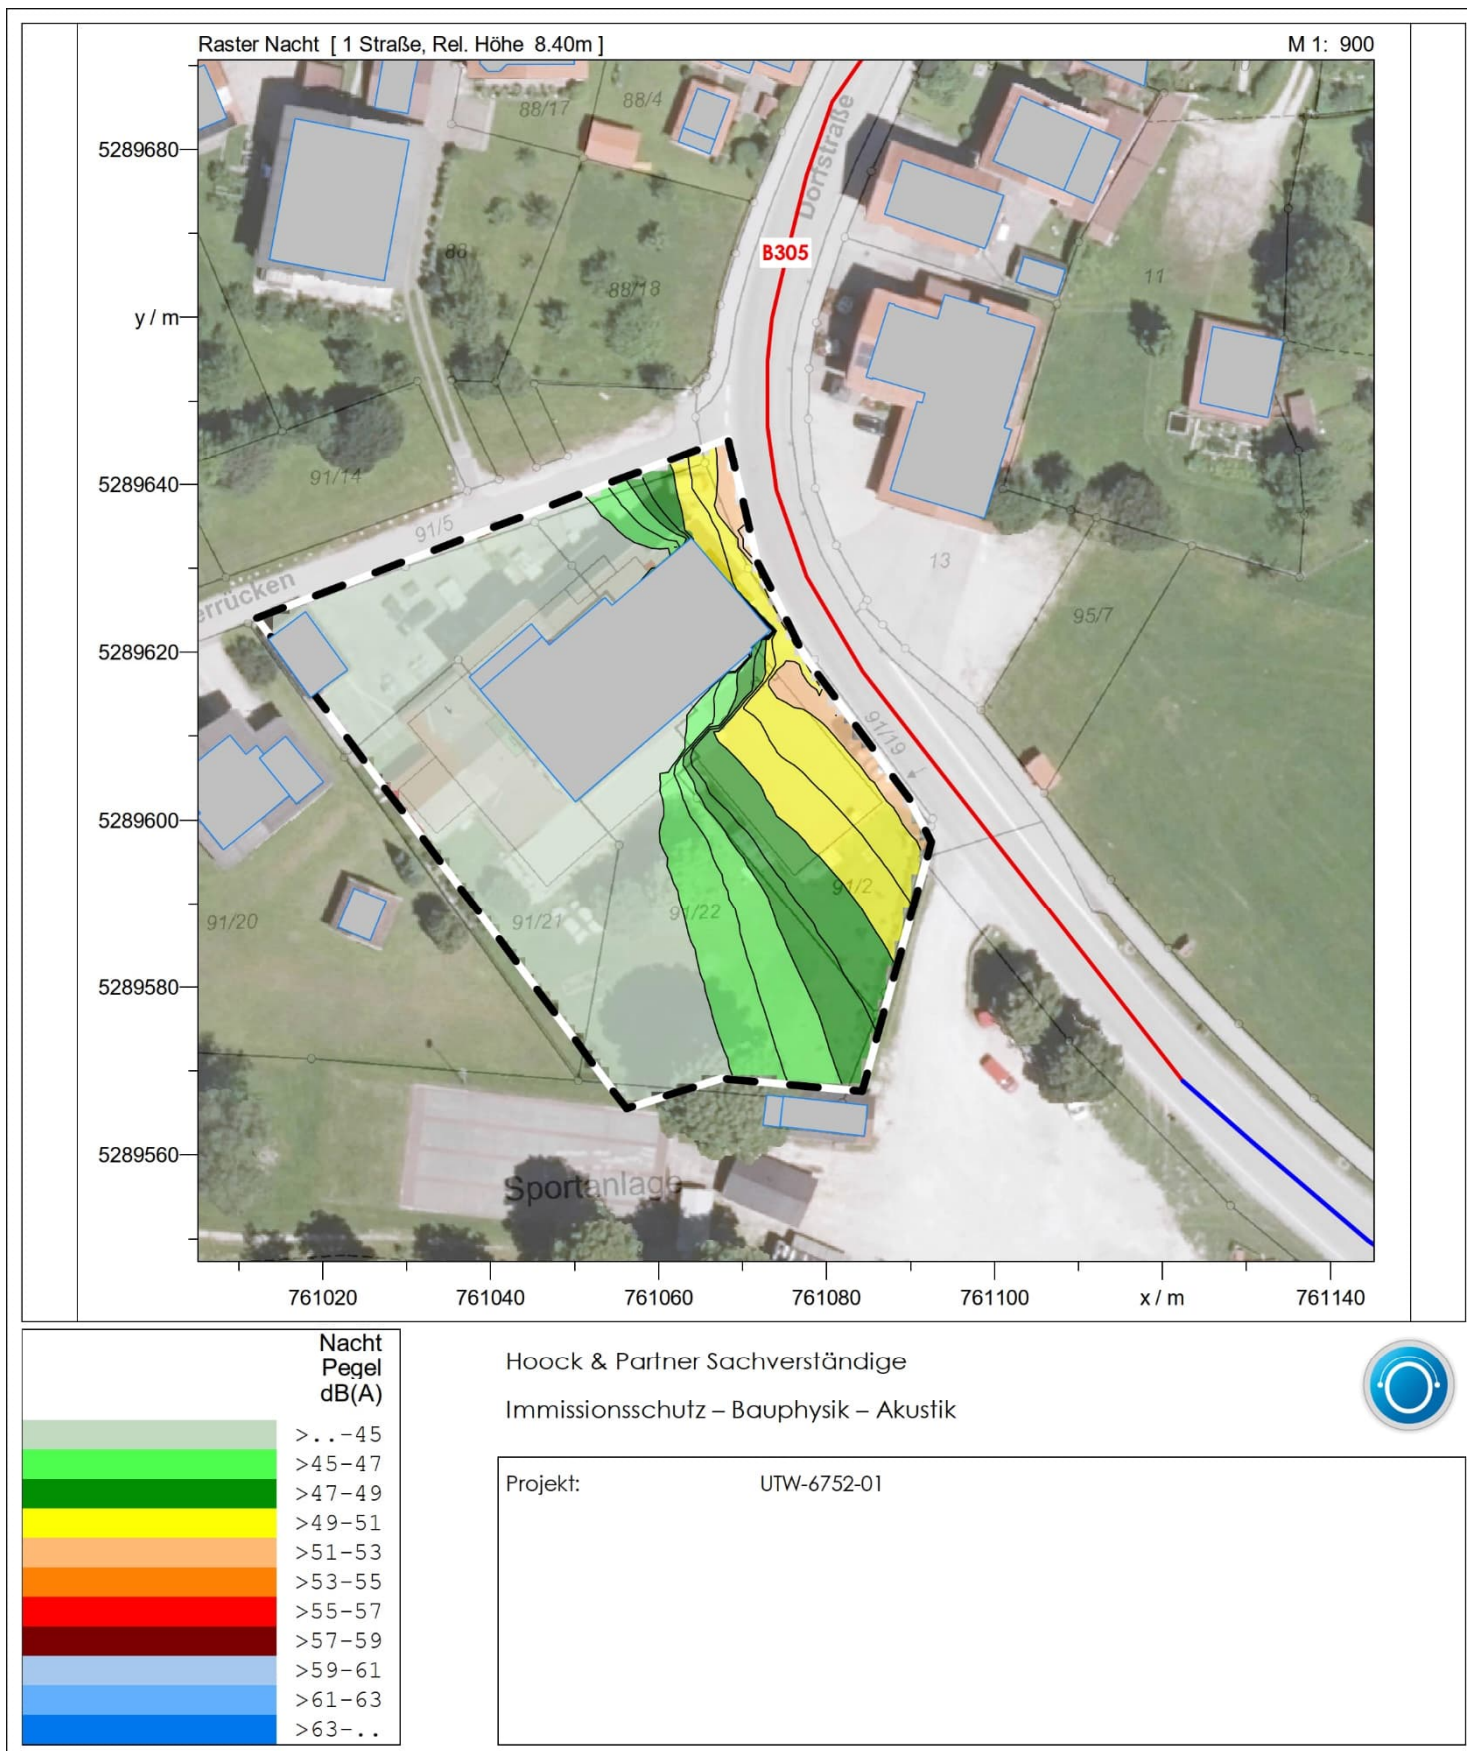 Raster Nacht [ 1 Straße, Rel. Höhe 8.40m ]
M 1: 900
5289680
y / m
5289640
5289620
5289600
5289580
5289560
88/17
88/4
Dorfstraße
B305
86
88/18
11
91/14
91/5
13
errücken
95/7
91/19
1
91/2
91/20
91/21
91/22
Sportanlage
761020
761040
761060
761080
761100
x / m
761140
Nacht
Pegel
dB(A)
>..-45
>45-47
>47-49
>49-51
>51-53
>53-55
>55-57
>57-59
>59-61
>61-63
>63-..
Hoock & Partner Sachverständige
Immissionsschutz – Bauphysik – Akustik
Projekt: UTW-6752-01